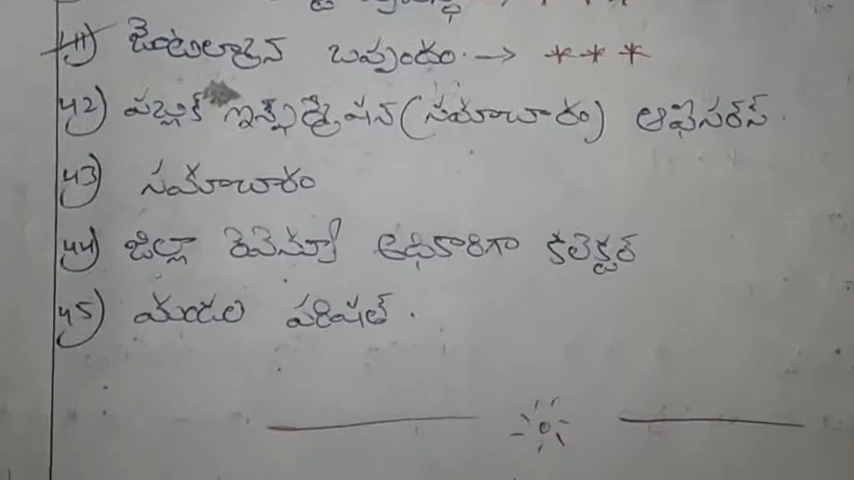 41) జెంటిల్మాన్ ఒప్పందం. → ***
42) పబ్లిక్ ఇన్ఫర్మేషన్ (సమాచారం) ఆఫీసర్స్.
43) సమాచారం
44) జిల్లా రెవెన్యూ అధికారిగా కలెక్టర్
45) మండల పరిషత్.